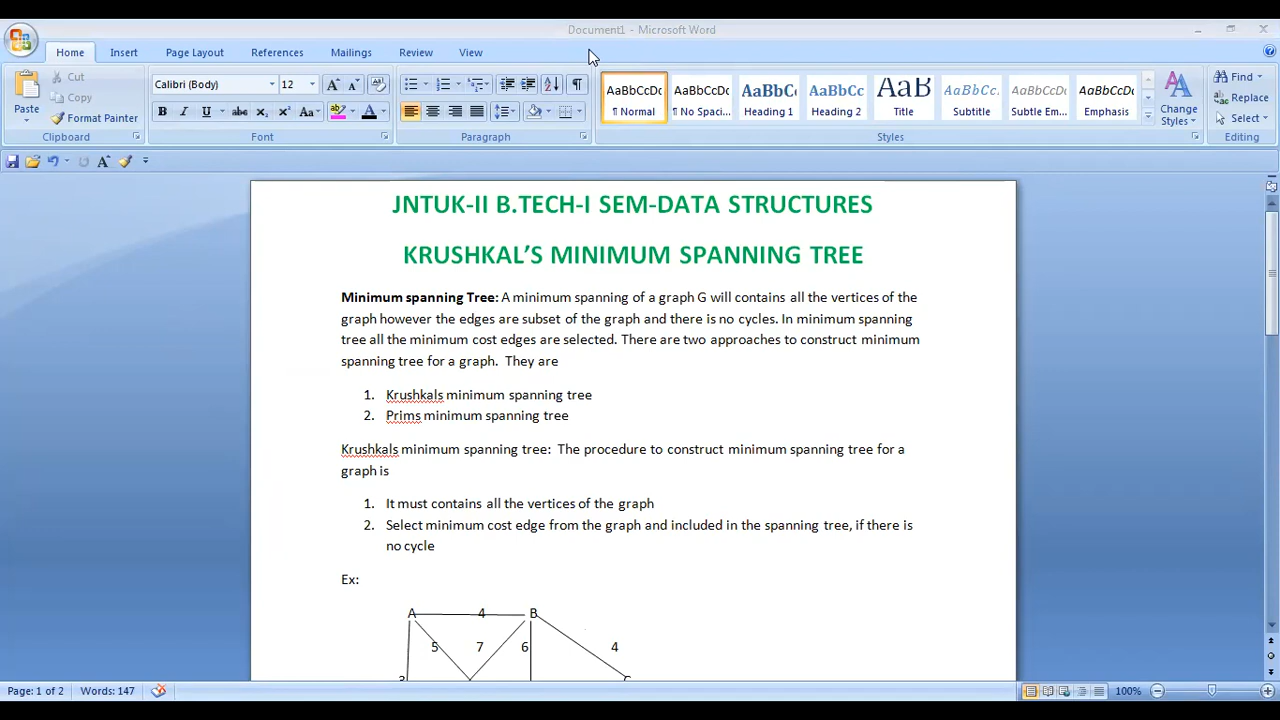 Document1 - Microsoft Word
Home Insert Page Layout References Mailings Review View
Paste Cut Copy Format Painter Clipboard
Calibri (Body) 12 Font
Paragraph
AaBbCcDc ¶ Normal AaBbCcDc ¶ No Spaci... AaBbC Heading 1 AaBbCc Heading 2 AaB Title AaBbCc. Subtitle AaBbCcDc Subtle Em... AaBbCcDc Emphasis Change Styles Styles
Find Replace Select Editing
JNTUK-II B.TECH-I SEM-DATA STRUCTURES
KRUSHKAL’S MINIMUM SPANNING TREE
Minimum spanning Tree: A minimum spanning of a graph G will contains all the vertices of the
graph however the edges are subset of the graph and there is no cycles. In minimum spanning
tree all the minimum cost edges are selected. There are two approaches to construct minimum
spanning tree for a graph. They are
1. Krushkals minimum spanning tree
2. Prims minimum spanning tree
Krushkals minimum spanning tree: The procedure to construct minimum spanning tree for a
graph is
1. It must contains all the vertices of the graph
2. Select minimum cost edge from the graph and included in the spanning tree, if there is
no cycle
Ex:
A 4 B
5 7 6 4
Page: 1 of 2 Words: 147 100%